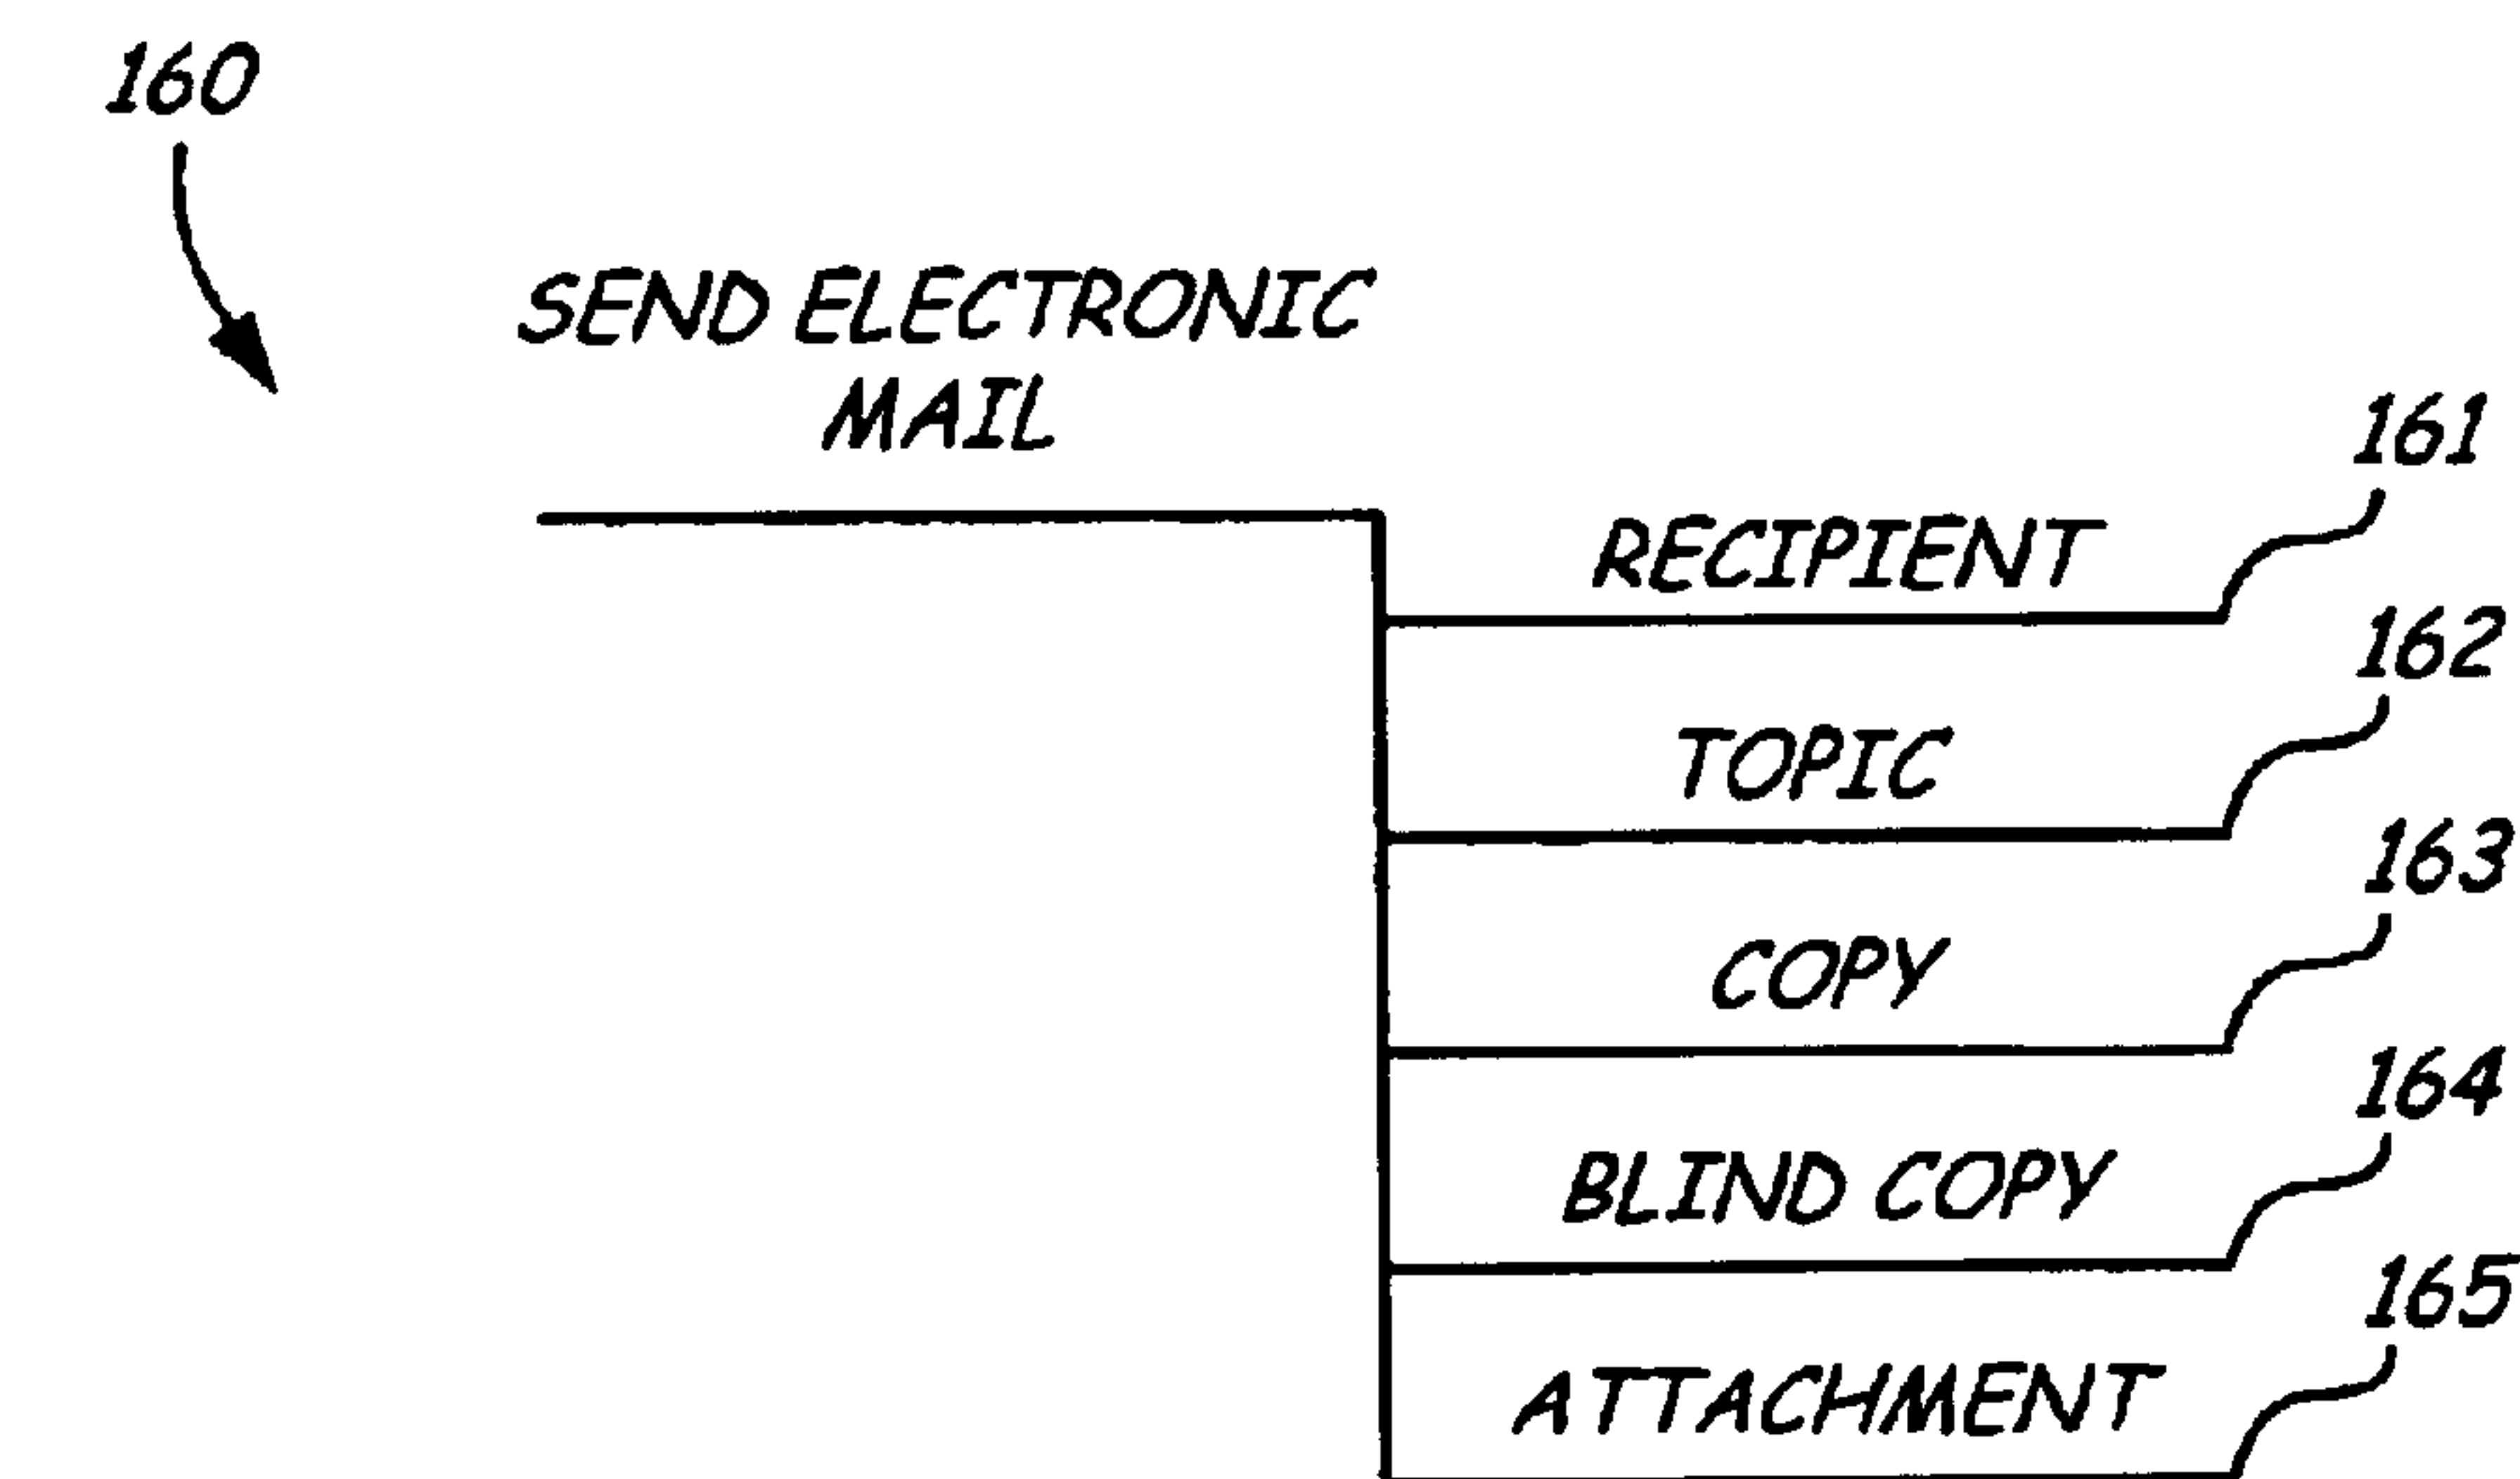 160
SEND ELECTRONIC
MAIL
161
RECIPIENT
162
TOPIC
163
COPY
164
BLIND COPY
165
ATTACHMENT